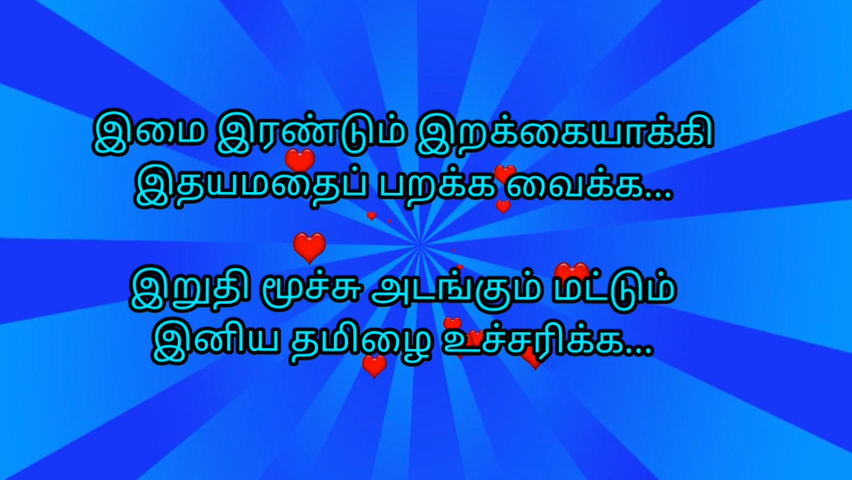 இமை இரண்டும் இறக்கையாக்கி
இதயமதைப் பறக்க வைக்க...
இறுதி மூச்சு அடங்கும் மட்டும்
இனிய தமிழை உச்சரிக்க...